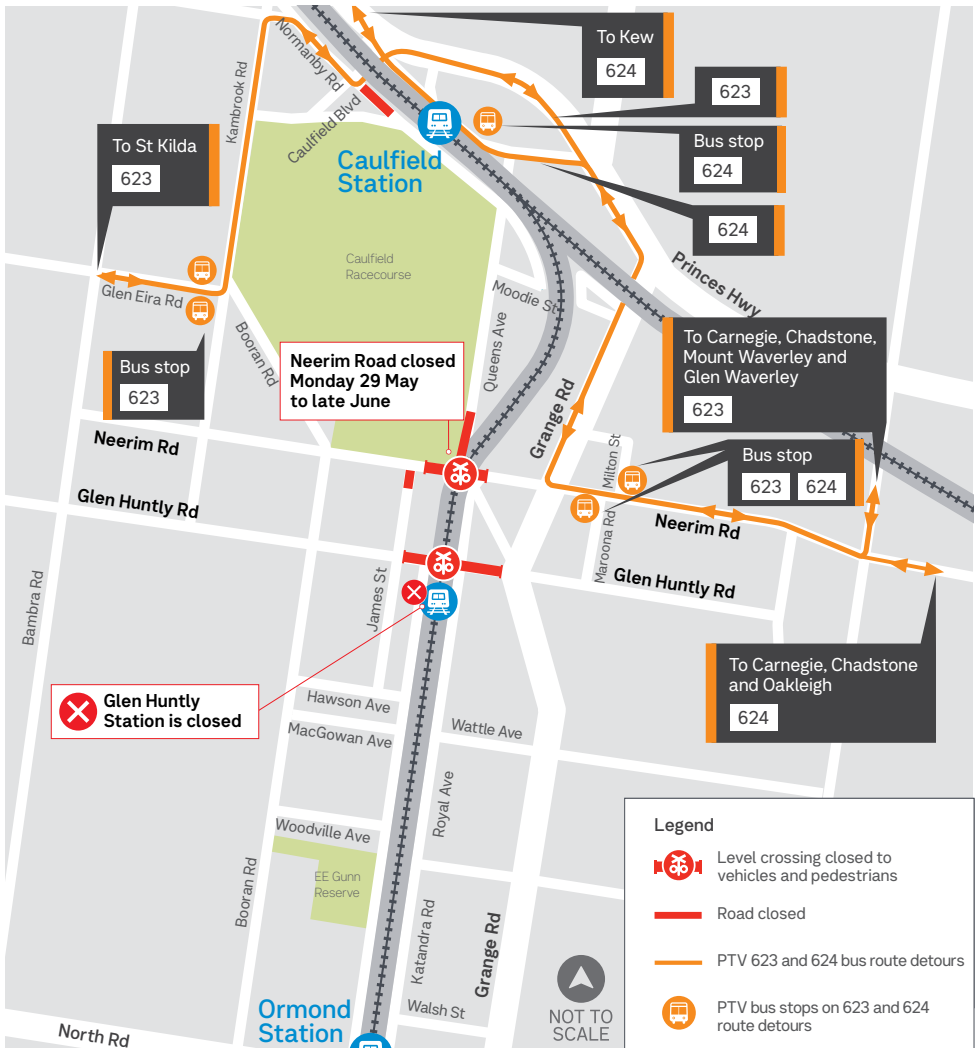 To Kew
624
623
Bus stop
624
624
Normanby Rd
Kambrook Rd
Caulfield Blvd
Caulfield
Station
To St Kilda
623
Caulfield
Racecourse
Princes Hwy
Glen Eira Rd
Moodie St
Booran Rd
Queens Ave
Bus stop
623
Neerim Road closed
Monday 29 May
to late June
To Carnegie, Chadstone,
Mount Waverley and
Glen Waverley
623
Grange Rd
Neerim Rd
Milton St
Bus stop
623 624
Glen Huntly Rd
Neerim Rd
Maroona Rd
Glen Huntly Rd
Bambra Rd
James St
To Carnegie, Chadstone
and Oakleigh
624
Glen Huntly
Station is closed
Hawson Ave
MacGowan Ave
Wattle Ave
Royal Ave
Woodville Ave
EE Gunn
Reserve
Booran Rd
Katandra Rd
Grange Rd
Walsh St
Ormond
Station
North Rd
NOT TO
SCALE
Legend
Level crossing closed to
vehicles and pedestrians
Road closed
PTV 623 and 624 bus route detours
PTV bus stops on 623 and 624
route detours